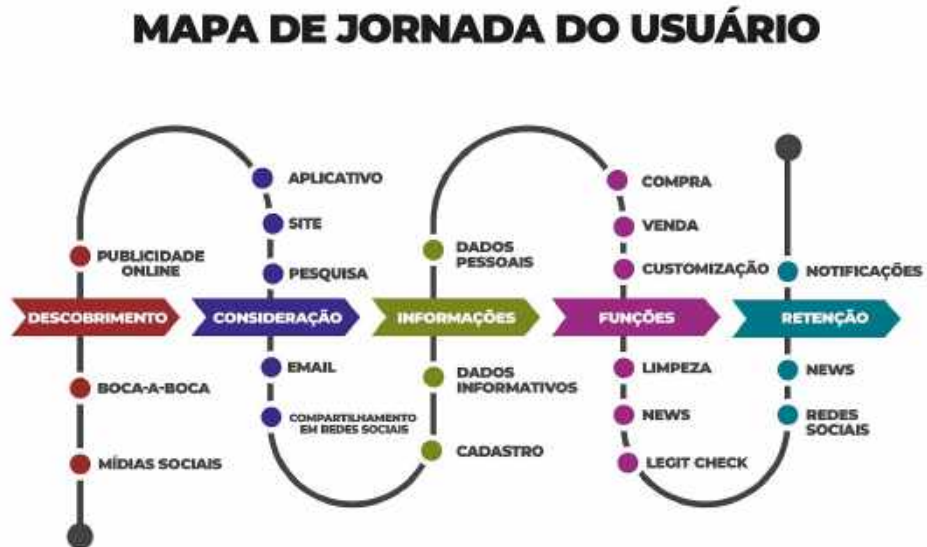 MAPA DE JORNADA DO USUÁRIO
PUBLICIDADE
ONLINE
DESCOBRIMENTO
BOCA-A-BOCA
MÍDIAS SOCIAIS
APLICATIVO
SITE
PESQUISA
CONSIDERAÇÃO
EMAIL
COMPARTILHAMENTO
EM REDES SOCIAIS
DADOS
PESSOAIS
INFORMAÇÕES
DADOS
INFORMATIVOS
CADASTRO
COMPRA
VENDA
CUSTOMIZAÇÃO
FUNÇÕES
LIMPEZA
NEWS
LEGIT CHECK
NOTIFICAÇÕES
RETENÇÃO
NEWS
REDES
SOCIAIS